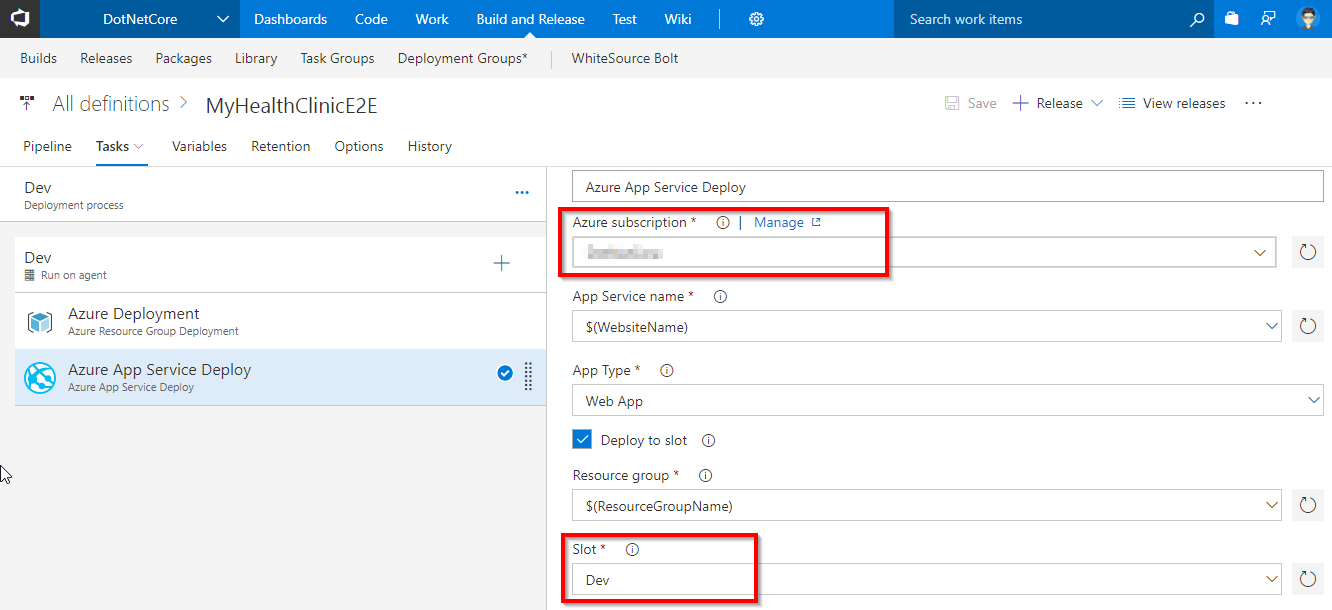 DotNetCore Dashboards Code Work Build and Release Test Wiki Search work items
Builds Releases Packages Library Task Groups Deployment Groups* WhiteSource Bolt
All definitions > MyHealthClinicE2E Save Release View releases ...
Pipeline Tasks Variables Retention Options History
Dev
Deployment process
...
Dev
Run on agent
Azure Deployment
Azure Resource Group Deployment
Azure App Service Deploy
Azure App Service Deploy
Azure App Service Deploy
Azure subscription * | Manage
App Service name *
$(WebsiteName)
App Type *
Web App
Deploy to slot
Resource group *
$(ResourceGroupName)
Slot *
Dev